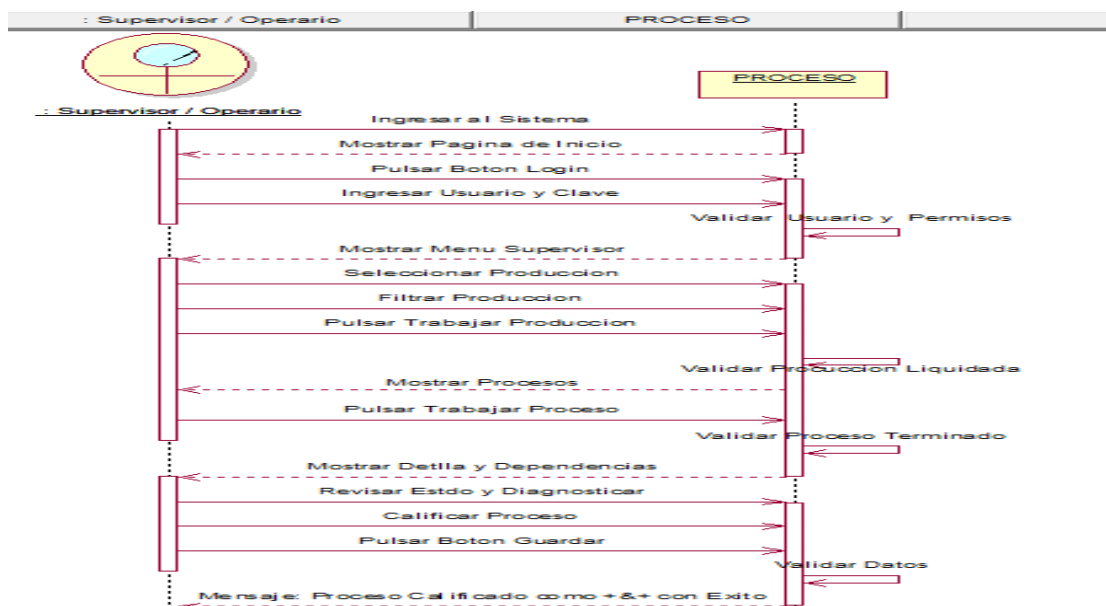 : Supervisor / Operario
PROCESO
PROCESO
: Supervisor / Operario
Ingresar al Sistema
Mostrar Pagina de Inicio
Pulsar Boton Login
Ingresar Usuario y Clave
Validar Usuario y Permisos
Mostrar Menu Supervisor
Seleccionar Produccion
Filtrar Produccion
Pulsar Trabajar Produccion
Validar Produccion Liquidada
Mostrar Procesos
Pulsar Trabajar Proceso
Validar Proceso Terminado
Mostrar Detlla y Dependencias
Revisar Estdo y Diagnosticar
Calificar Proceso
Pulsar Boton Guardar
Validar Datos
Mensaje: Proceso Calificado como +&+ con Exito